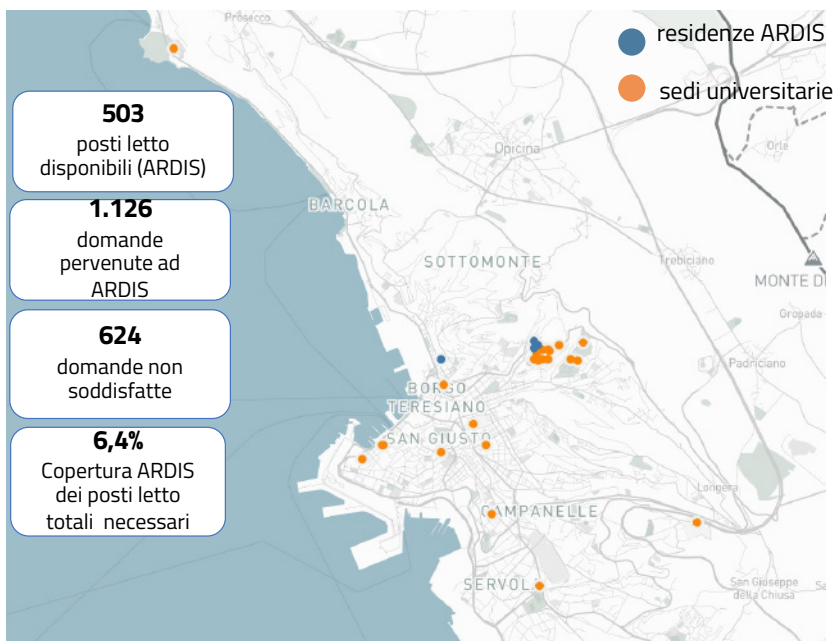 Prosecco
residenze ARDIS
sedi universitarie
503
posti letto
disponibili (ARDIS)
Opicina
Orle
1.126
domande
pervenute ad
ARDIS
BARCOLA
SOTTOMONTE
Trebiciano
MONTE DI
Gropada
624
domande non
soddisfatte
Padriciano
BORGO
TERESIANO
SAN GIUSTO
6,4%
Copertura ARDIS
dei posti letto
totali necessari
Longera
CAMPANELLE
SERVOL
San Giuseppe
della Chiusa